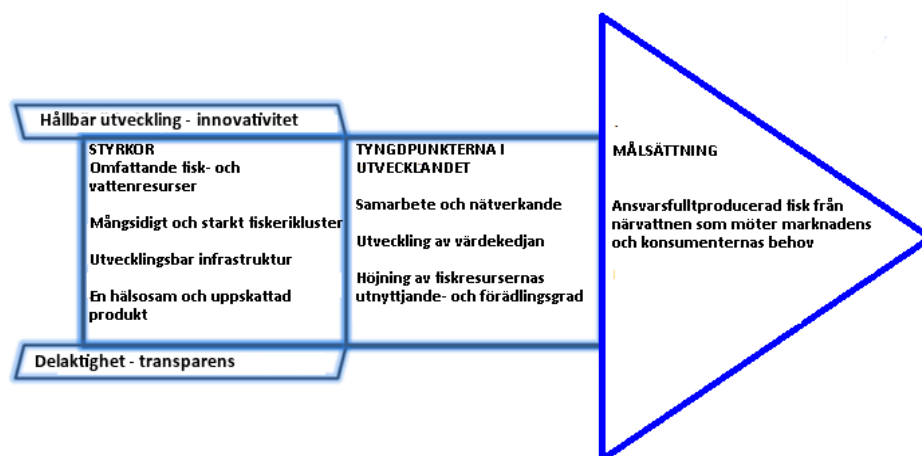 Hållbar utveckling - innovativitet
STYRKOR
Omfattande fisk- och
vattenresurser
Mångsidigt och starkt fiskerikluster
Utvecklingsbar infrastruktur
En hälsosam och uppskattad
produkt
TYNGDPUNKTERNA I
UTVECKLANDET
Samarbete och nätverkande
Utveckling av värdekedjan
Höjning av fiskresursernas
utnyttjande- och förädlingsgrad
MÅLSÄTTNING
Ansvarsfulltproducerad fisk från
närvattnen som möter marknadens
och konsumenternas behov
Delaktighet - transparens